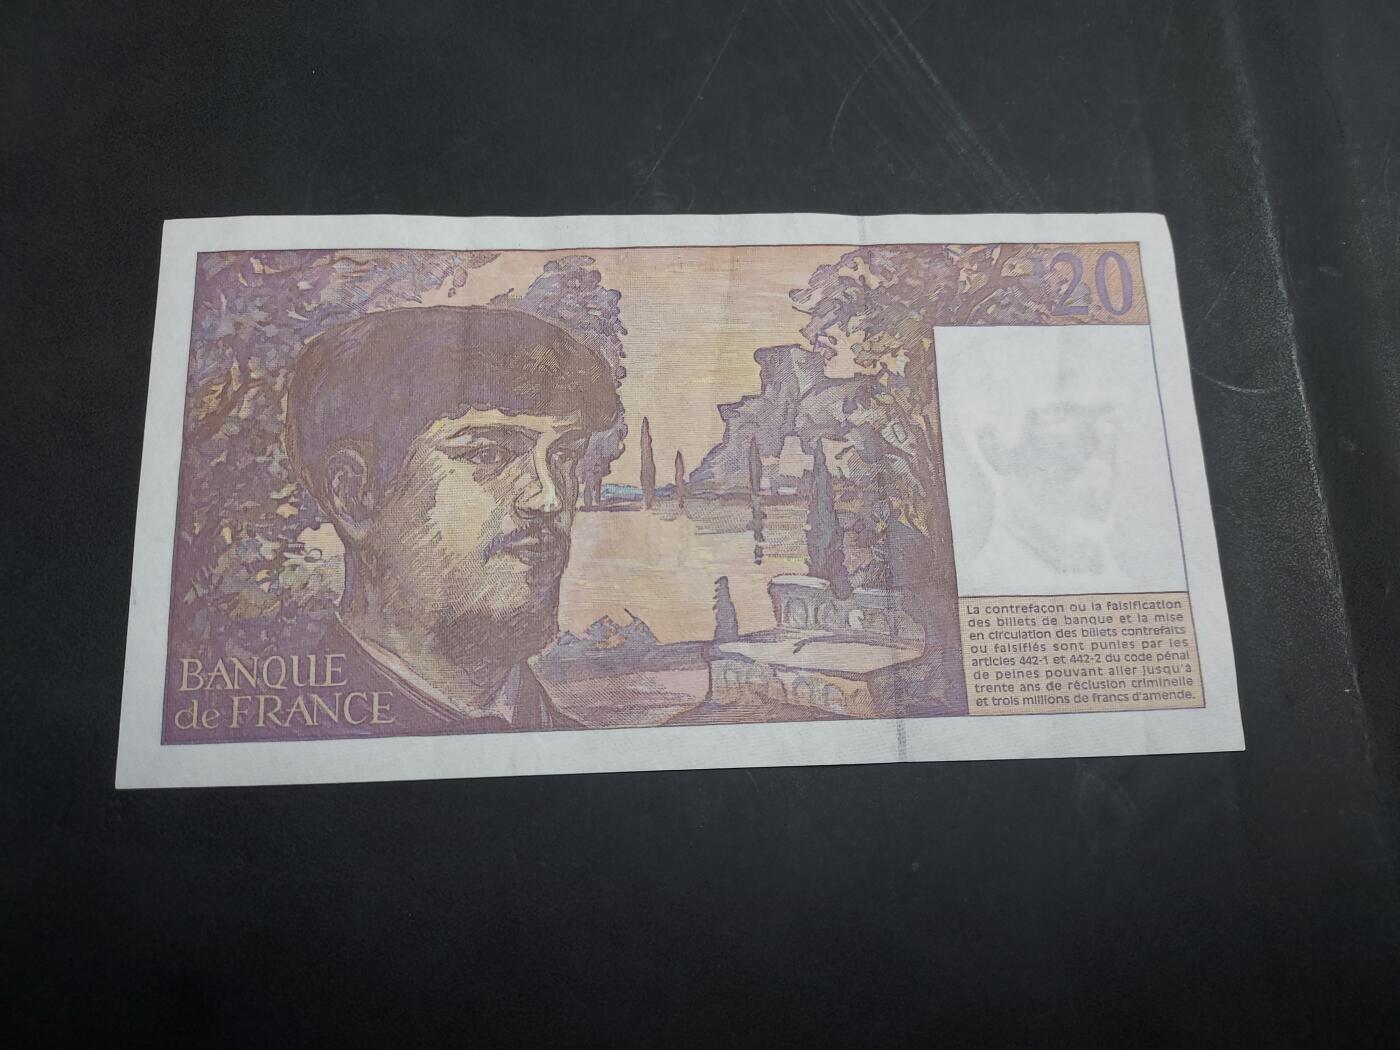 20
BANQUE
de FRANCE
La contrefaçon ou la falsification
des billets de banque et la mise
en circulation des billets contrefaits
ou falsifiés sont punies par les
articles 442-1 et 442-2 du code pénal
de peines pouvant aller jusqu'à
trente ans de réclusion criminelle
et trois millions de francs d'amende.